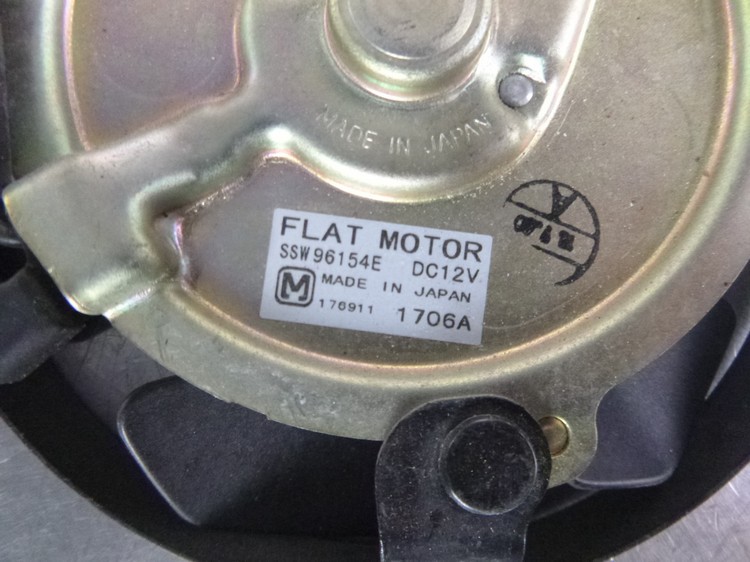 MADE IN JAPAN
FLAT MOTOR
SSW96154E DC12V
M MADE IN JAPAN
176911 1706A
A